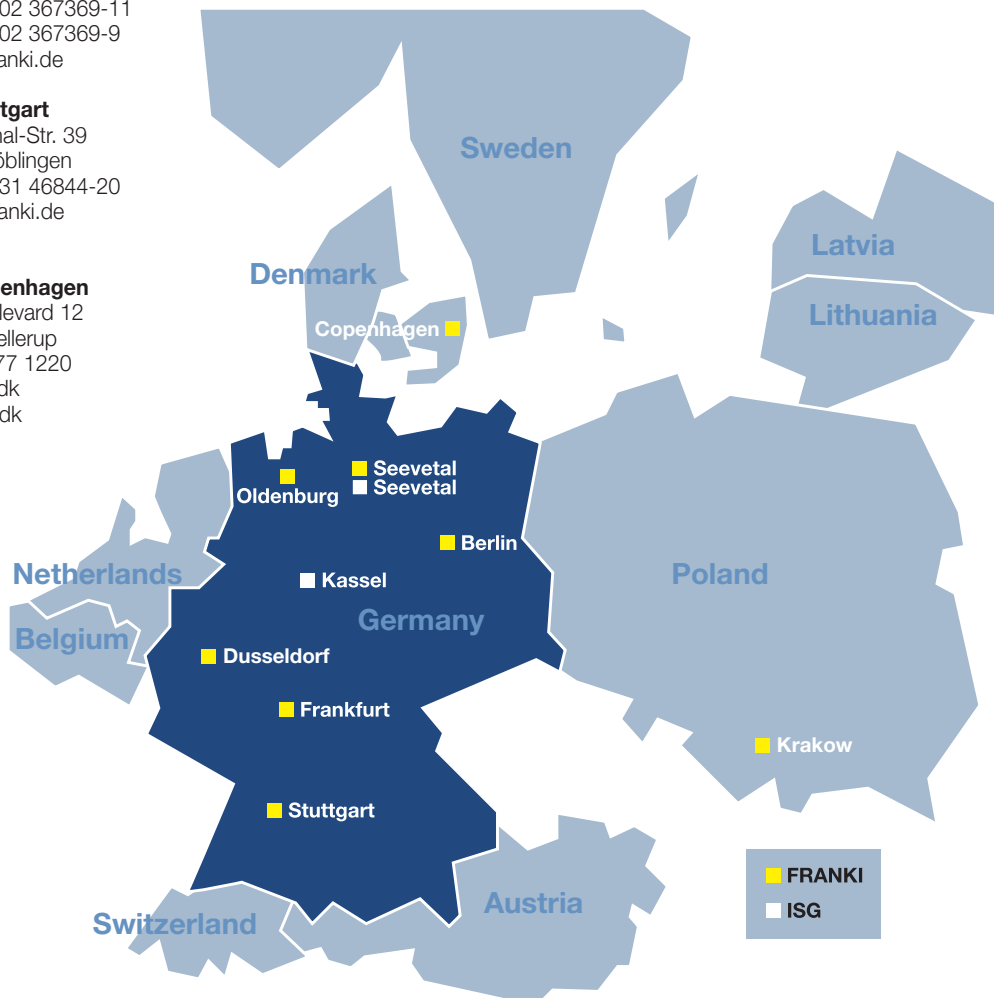 02 367369-11
02 367369-9
anki.de
tgart
nal-Str. 39
öblingen
31 46844-20
anki.de
enhagen
levard 12
ellerup
77 1220
dk
dk
Sweden
Latvia
Denmark
Lithuania
Copenhagen
Seevetal
Seevetal
Oldenburg
Berlin
Netherlands
Kassel
Poland
Germany
Belgium
Dusseldorf
Frankfurt
Krakow
Stuttgart
FRANKI
Austria
ISG
Switzerland